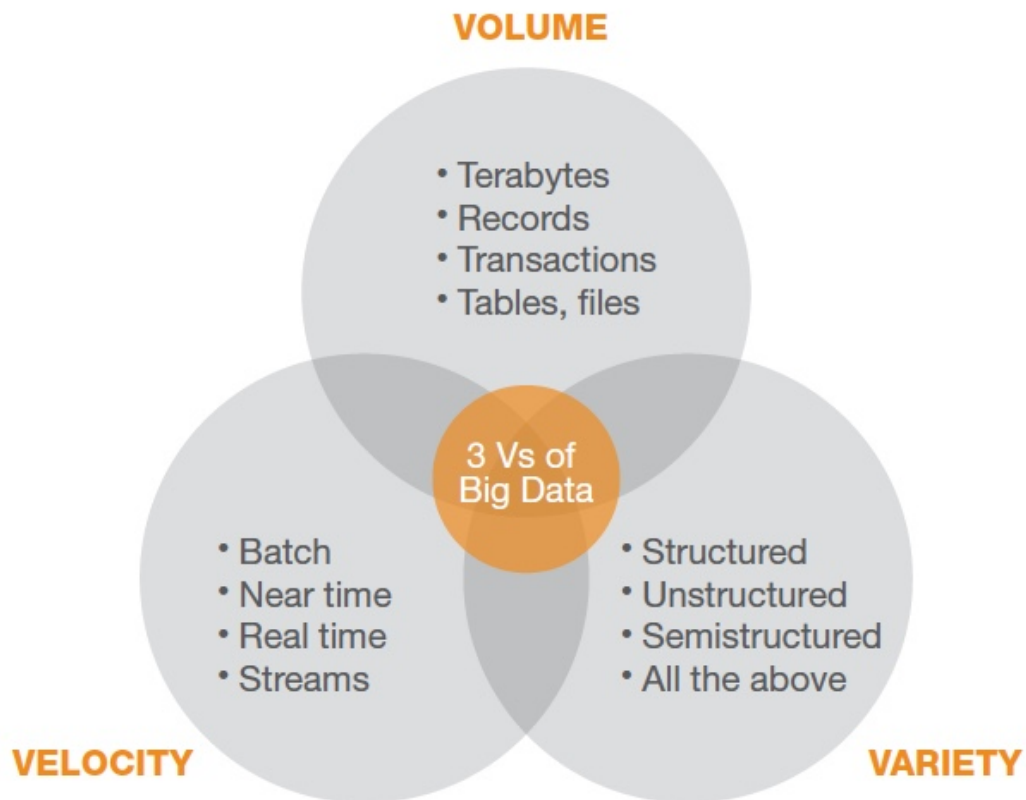 VOLUME
• Terabytes
• Records
• Transactions
• Tables, files
3 Vs of
Big Data
• Batch
• Near time
• Real time
• Streams
• Structured
• Unstructured
• Semistructured
• All the above
VELOCITY
VARIETY